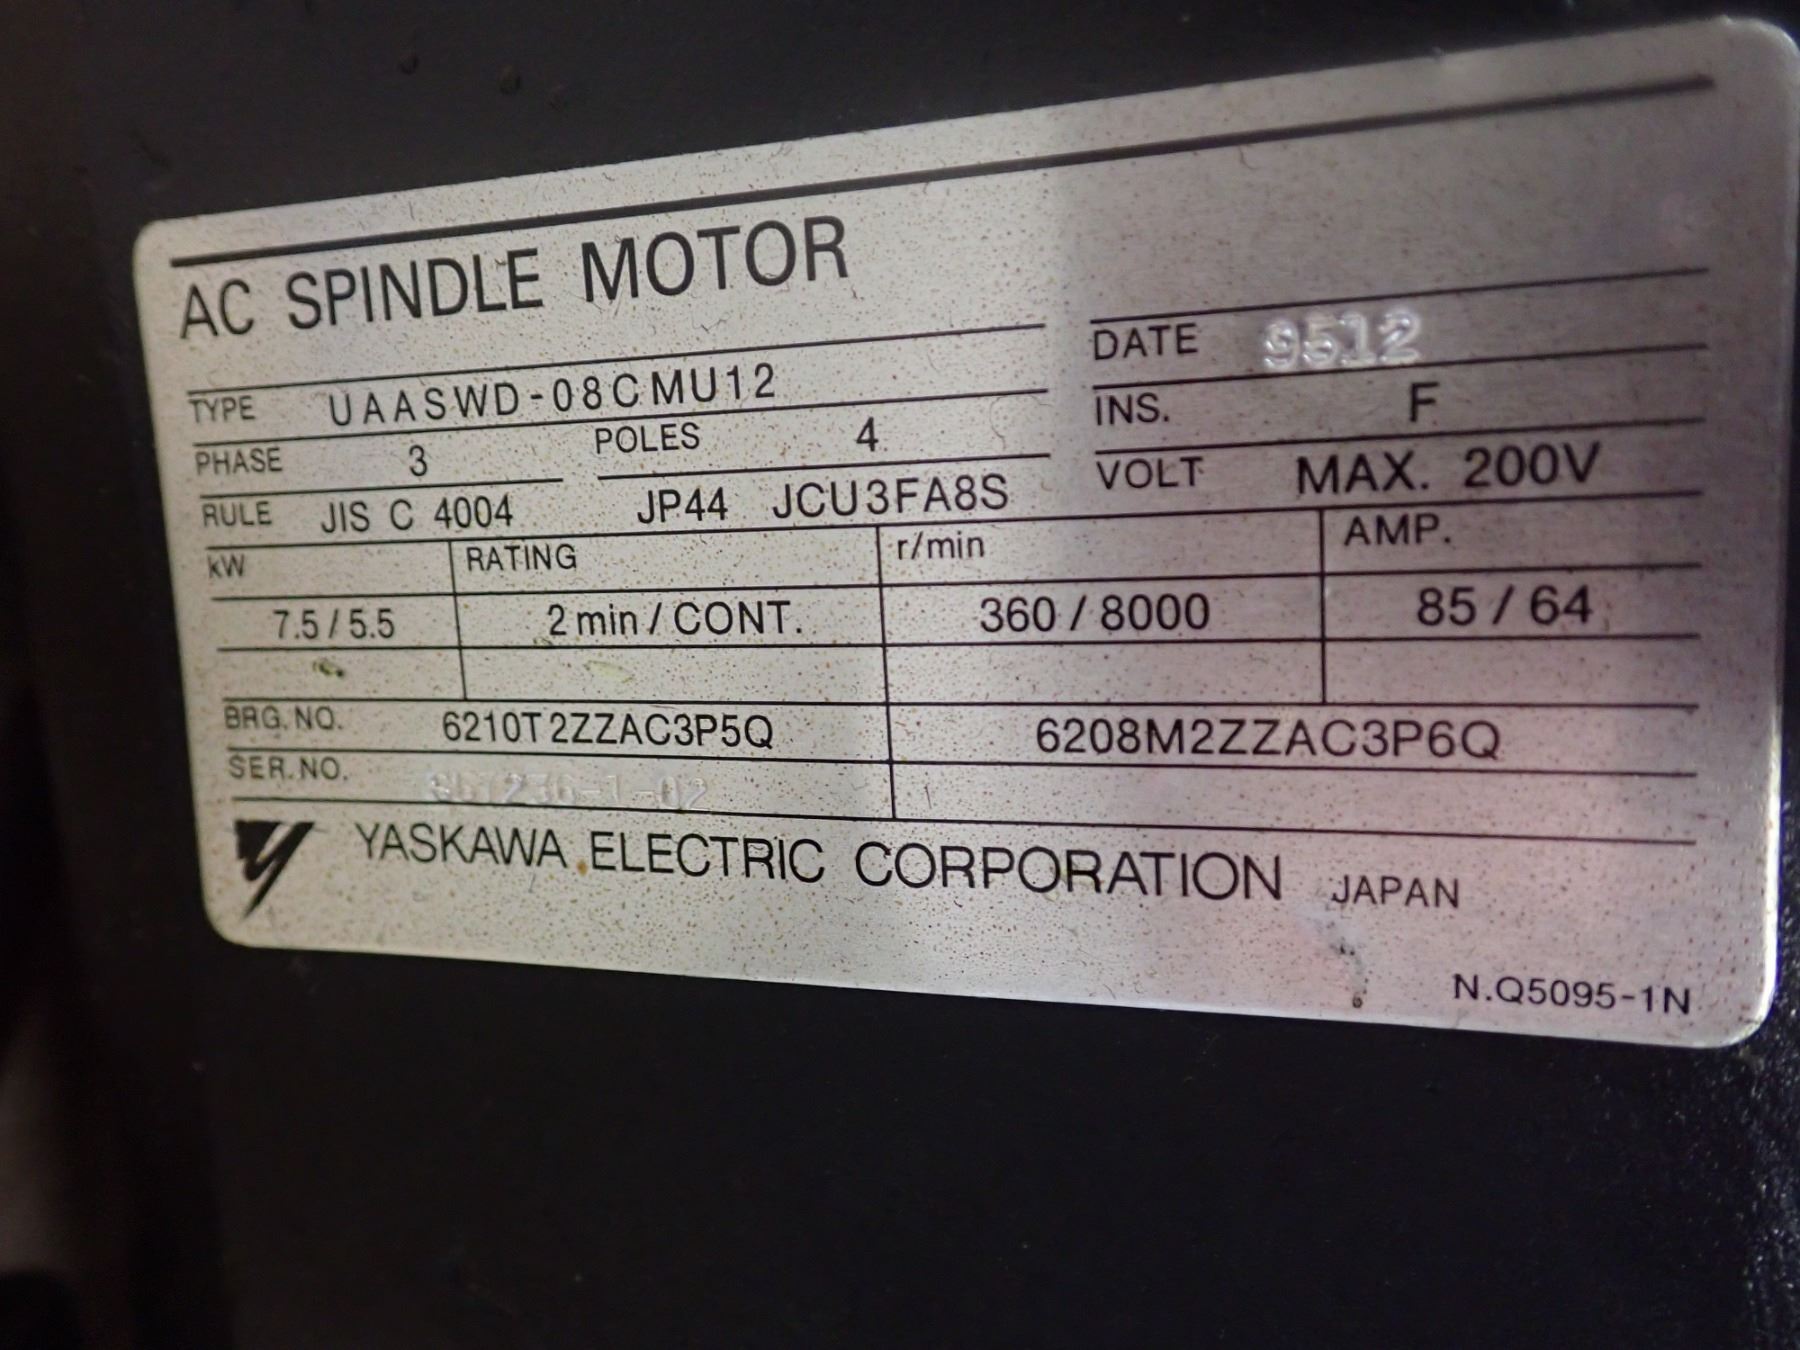 AC SPINDLE MOTOR
DATE 9512
TYPE UAASWD-08CMU12
INS. F
PHASE 3 POLES 4
VOLT MAX. 200V
RULE JIS C 4004 JP44 JCU3FA8S
kW RATING r/min AMP.
7.5/5.5 2min/CONT. 360/8000 85/64
BRG.NO. 6210T2ZZAC3P5Q 6208M2ZZAC3P6Q
SER.NO.
YASKAWA ELECTRIC CORPORATION JAPAN
N.Q5095-1N